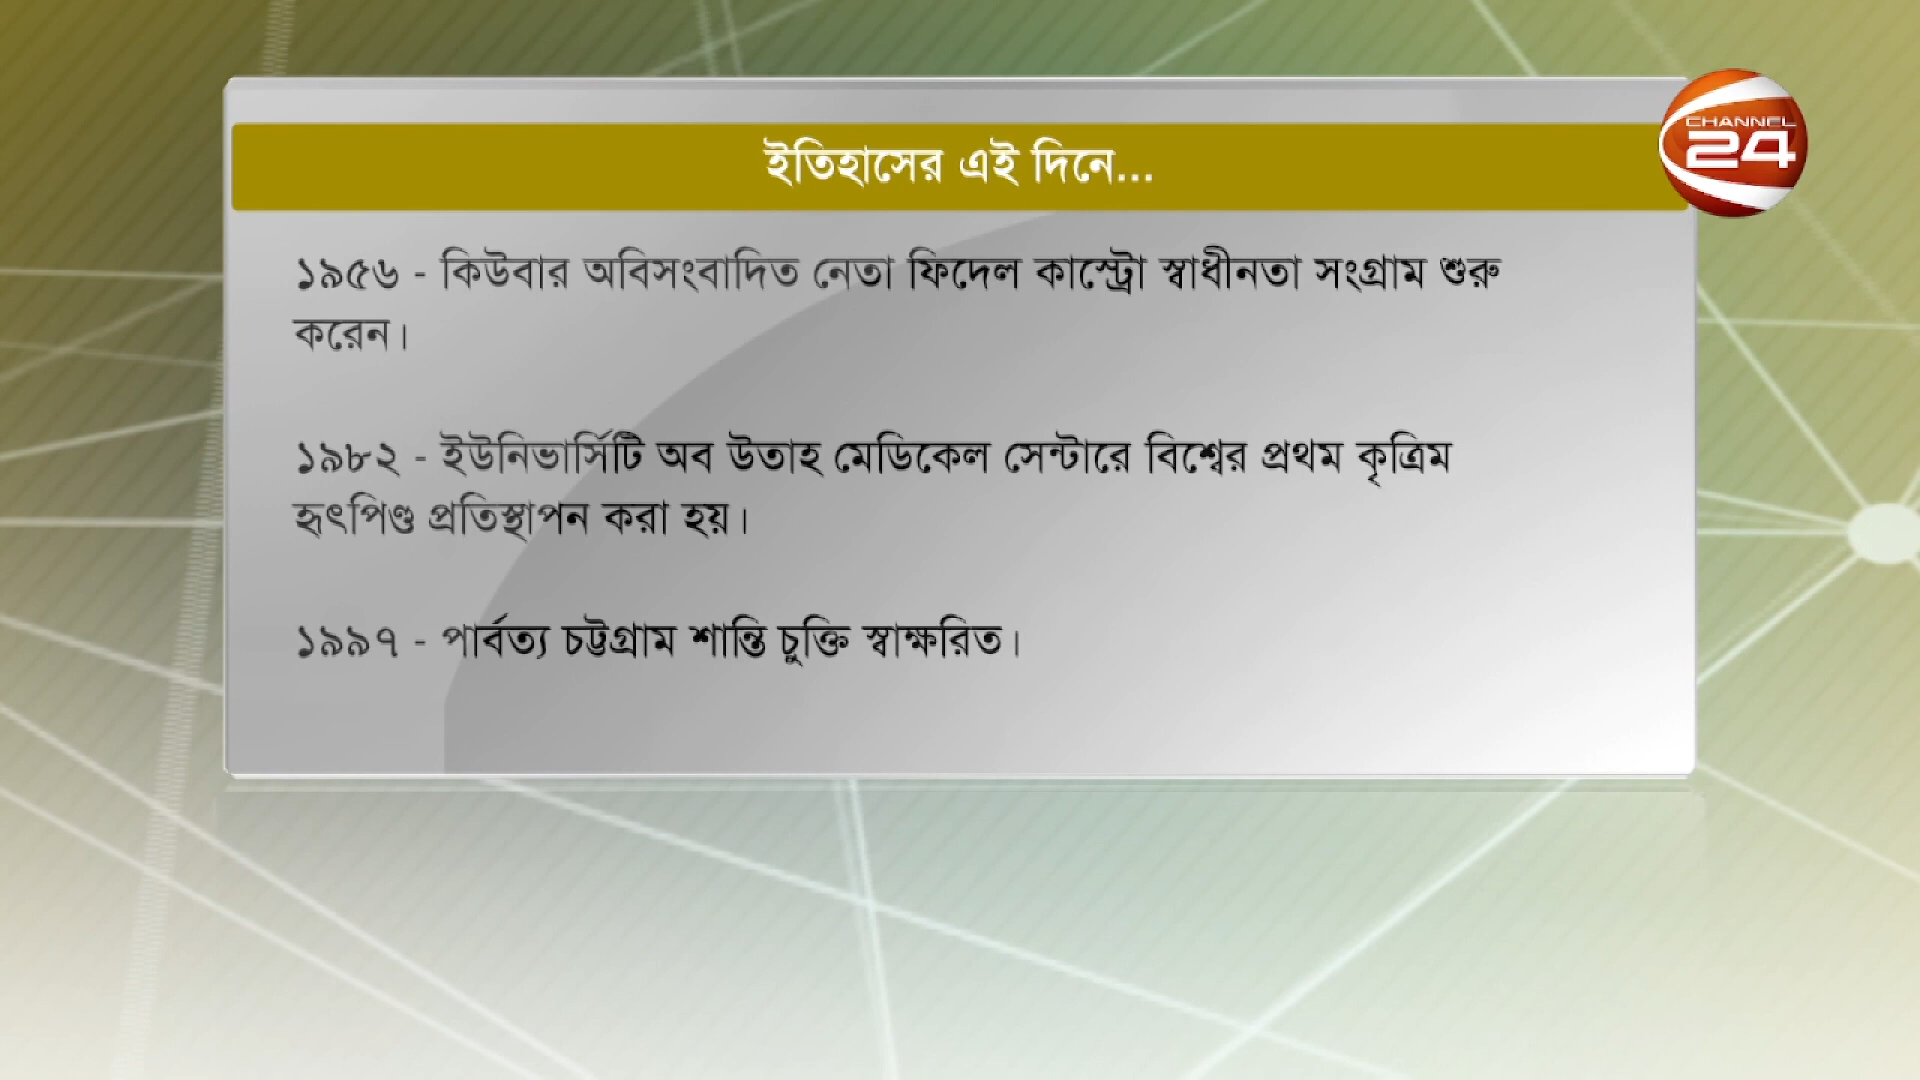 CHANNEL
24
ইতিহাসের এই দিনে...
১৯৫৬ - কিউবার অবিসংবাদিত নেতা ফিদেল কাস্ট্রো স্বাধীনতা সংগ্রাম শুরু
করেন।
১৯৮২ - ইউনিভার্সিটি অব উতাহ মেডিকেল সেন্টারে বিশ্বের প্রথম কৃত্রিম
হৃৎপিণ্ড প্রতিস্থাপন করা হয়।
১৯৯৭ - পার্বত্য চট্টগ্রাম শান্তি চুক্তি স্বাক্ষরিত।